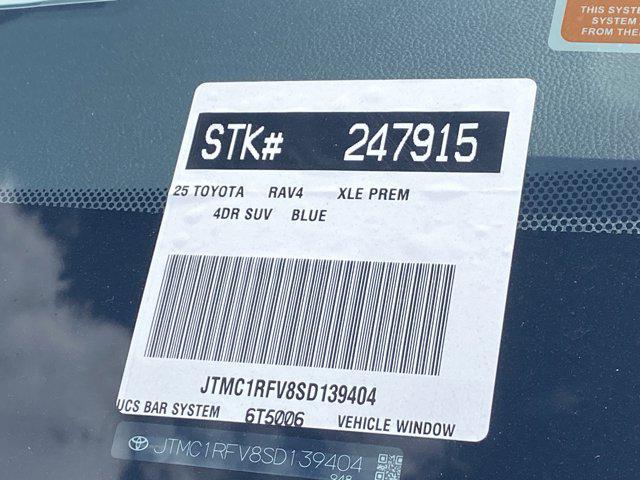 THIS SYSTE
SYSTEM
FROM THE
STK# 247915
25 TOYOTA RAV4 XLE PREM
4DR SUV BLUE
JTMC1RFV8SD139404
UCS BAR SYSTEM 6T5006 VEHICLE WINDOW
JTMC1RFV8SD139404
948